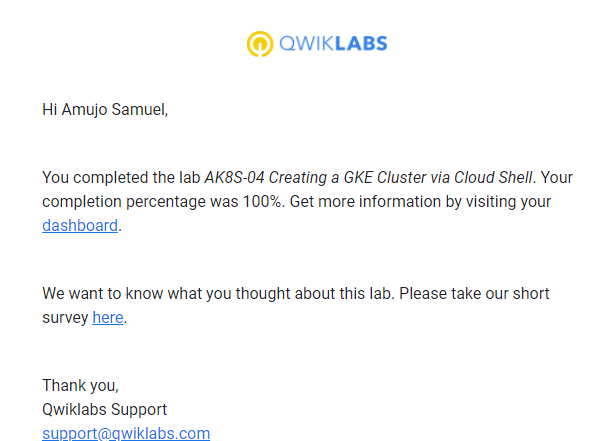 QWIKLABS
Hi Amujo Samuel,
You completed the lab AK8S-04 Creating a GKE Cluster via Cloud Shell. Your
completion percentage was 100%. Get more information by visiting your
dashboard.
We want to know what you thought about this lab. Please take our short
survey here.
Thank you,
Qwiklabs Support
support@qwiklabs.com